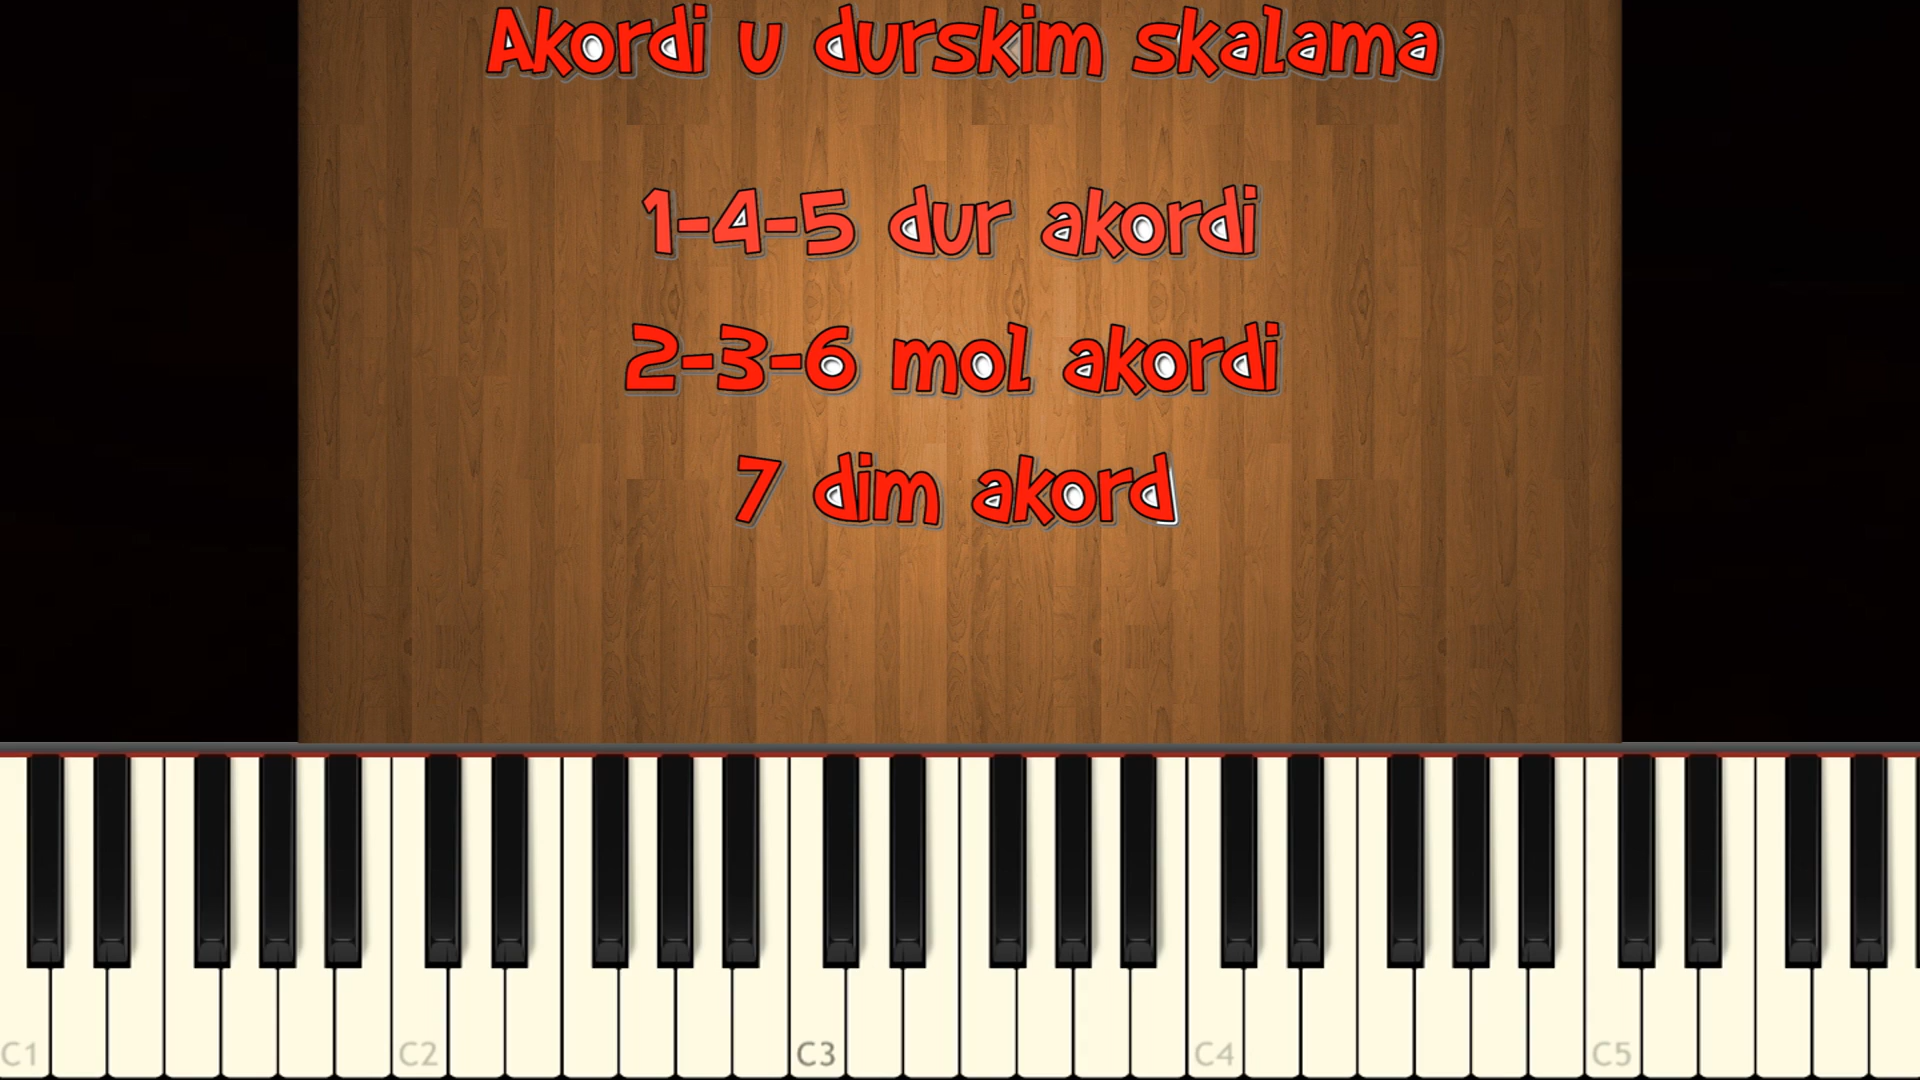 Akordi u durskim skalama
1-4-5 dur akordi
2-3-6 mol akordi
7 dim akord
C1 C2 C3 C4 C5